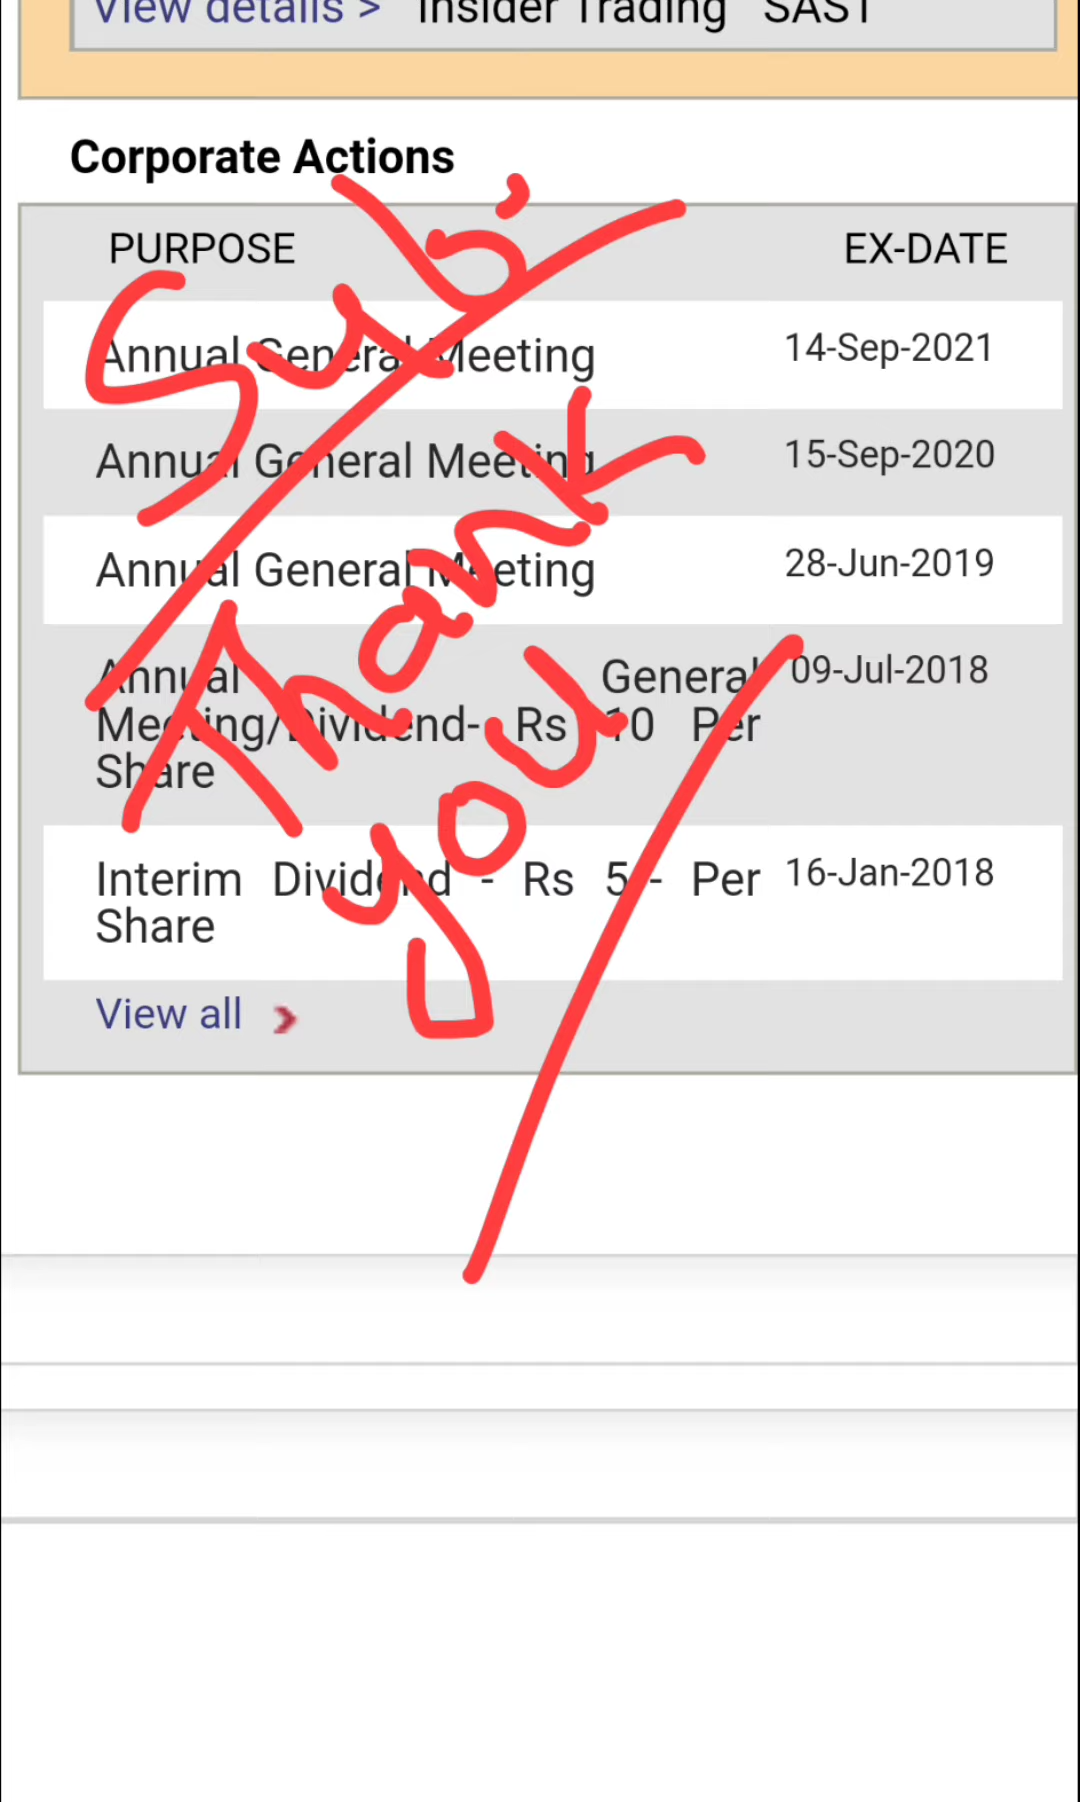 View details > Insider Trading SAST
Corporate Actions
PURPOSE EX-DATE
Annual General Meeting 14-Sep-2021
Annual General Meeting 15-Sep-2020
Annual General Meeting 28-Jun-2019
Annual General 09-Jul-2018
Meeting/Dividend- Rs 10 Per
Share
Interim Dividend - Rs 5/- Per 16-Jan-2018
Share
View all
Sub.
Thank
you